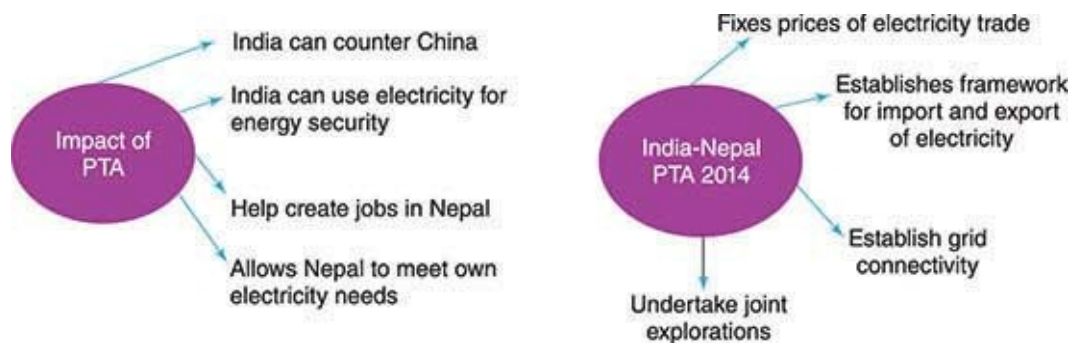 Impact of
PTA
India can counter China
India can use electricity for
energy security
Help create jobs in Nepal
Allows Nepal to meet own
electricity needs
India-Nepal
PTA 2014
Fixes prices of electricity trade
Establishes framework
for import and export
of electricity
Establish grid
connectivity
Undertake joint
explorations